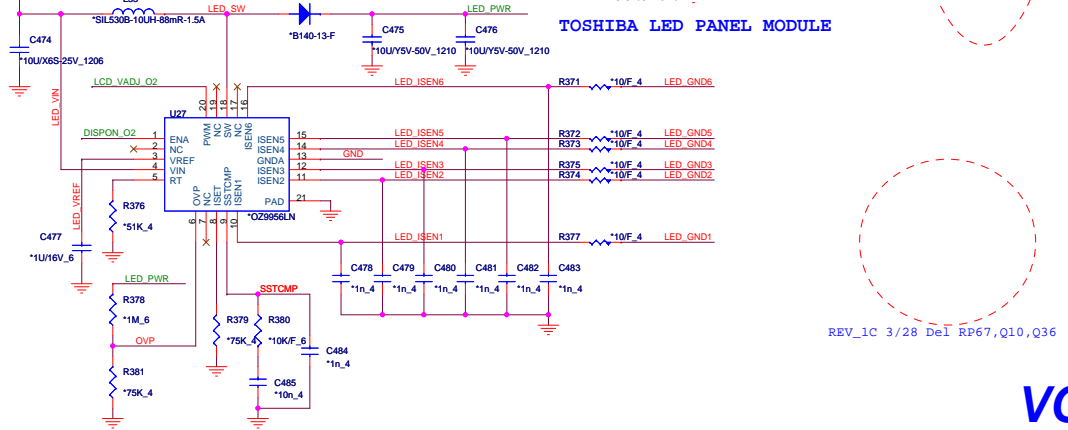 LED_SW
LED_PWR
*SIL530B-10UH-88mR-1.5A
*B140-13-F
C474
*10U/X6S-25V_1206
C475
*10U/Y5V-50V_1210
C476
*10U/Y5V-50V_1210
TOSHIBA LED PANEL MODULE
LED_VIN
LCD_VADJ_O2
LED_ISEN6
R371
*10/F_4
LED_GND6
U27
20
19
18
17
16
PWM
NC
SW
NC
ISEN6
DISPON_O2
1
ENA
2
NC
3
VREF
4
VIN
5
RT
ISEN5
15
LED_ISEN5
R372
*10/F_4
LED_GND5
ISEN4
14
LED_ISEN4
R373
*10/F_4
LED_GND4
GNDA
13
GND
ISEN3
12
LED_ISEN3
R375
*10/F_4
LED_GND3
ISEN2
11
LED_ISEN2
R374
*10/F_4
LED_GND2
PAD
21
OVP
NC
ISET
SSTCMP
ISEN1
*OZ9956LN
6
7
8
9
10
LED_VREF
R376
*51K_4
C477
*1U/16V_6
LED_ISEN1
R377
*10/F_4
LED_GND1
C478
*1n_4
C479
*1n_4
C480
*1n_4
C481
*1n_4
C482
*1n_4
C483
*1n_4
LED_PWR
R378
*1M_6
OVP
R381
*75K_4
SSTCMP
R379
*75K_4
R380
*10K/F_6
C484
*1n_4
C485
*10n_4
REV_1C 3/28 Del RP67,Q10,Q36